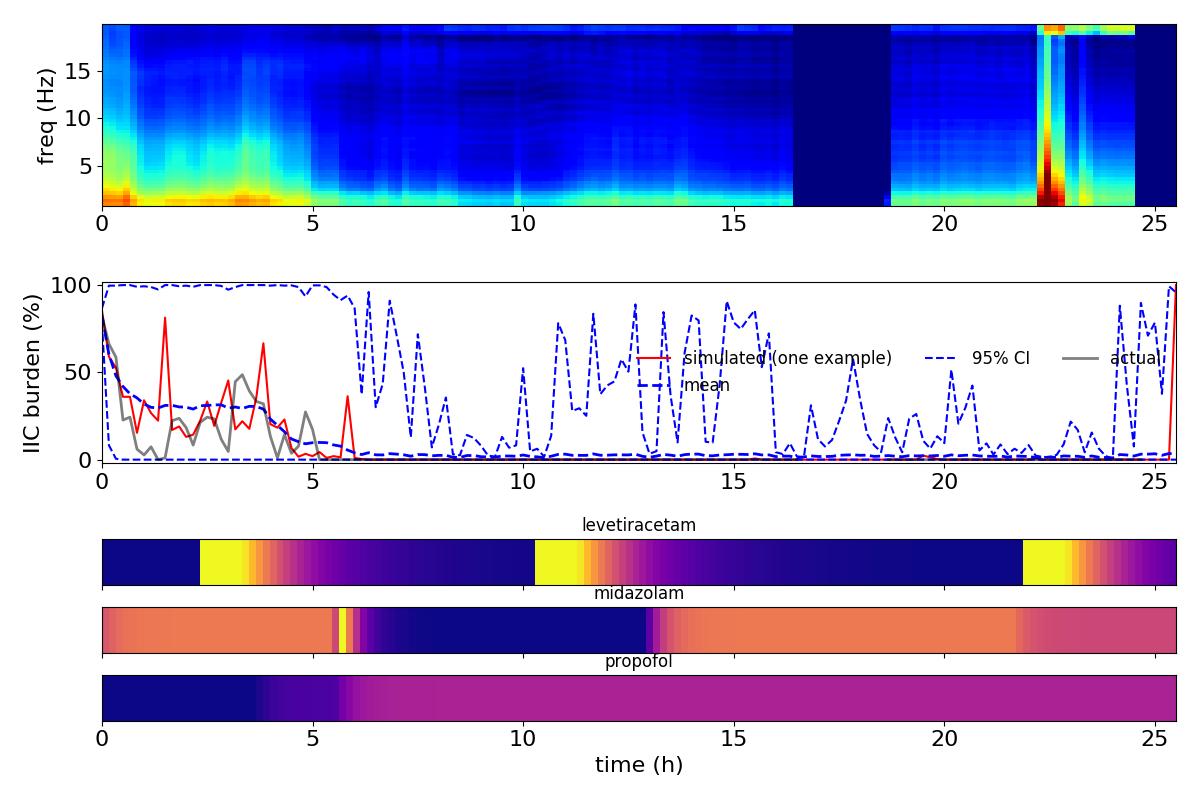 freq (Hz)
15
10
5
0 5 10 15 20 25
IIC burden (%)
100
50
0
simulated (one example) 95% CI actual
mean
0 5 10 15 20 25
levetiracetam
midazolam
propofol
0 5 10 15 20 25
time (h)